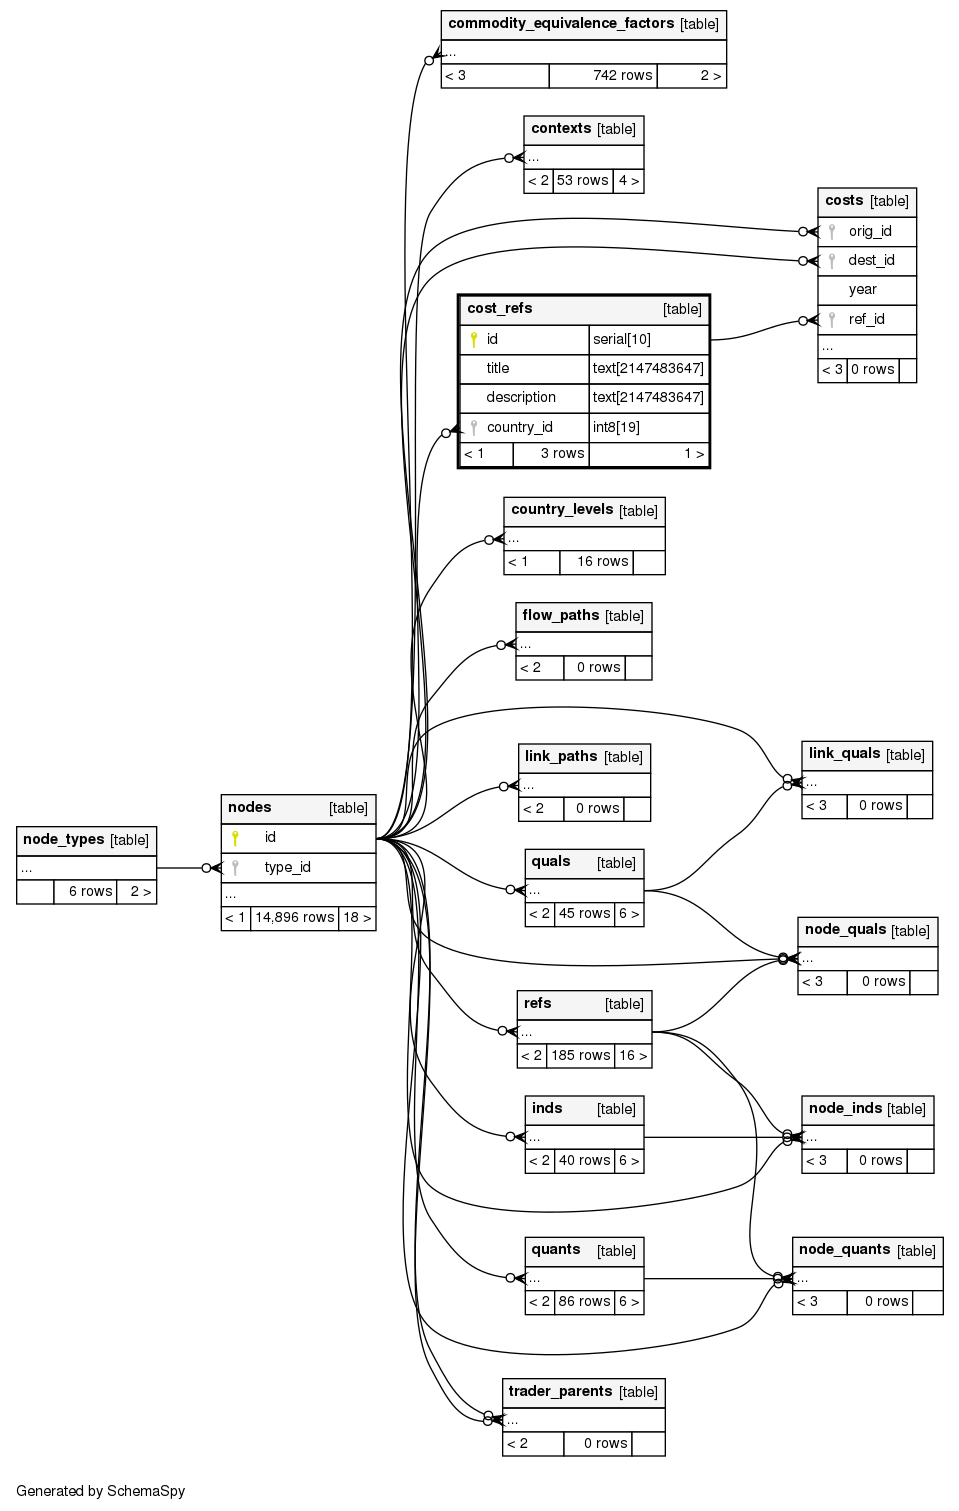 commodity_equivalence_factors [table]
...
< 3 742 rows 2 >
contexts [table]
...
< 2 53 rows 4 >
costs [table]
orig_id
dest_id
year
ref_id
...
< 3 0 rows
cost_refs [table]
id serial[10]
title text[2147483647]
description text[2147483647]
country_id int8[19]
< 1 3 rows 1 >
country_levels [table]
...
< 1 16 rows
flow_paths [table]
...
< 2 0 rows
link_paths [table]
...
< 2 0 rows
link_quals [table]
...
< 3 0 rows
nodes [table]
id
type_id
...
< 1 14,896 rows 18 >
node_types [table]
...
6 rows 2 >
quals [table]
...
< 2 45 rows 6 >
node_quals [table]
...
< 3 0 rows
refs [table]
...
< 2 185 rows 16 >
inds [table]
...
< 2 40 rows 6 >
node_inds [table]
...
< 3 0 rows
quants [table]
...
< 2 86 rows 6 >
node_quants [table]
...
< 3 0 rows
trader_parents [table]
...
< 2 0 rows
Generated by SchemaSpy